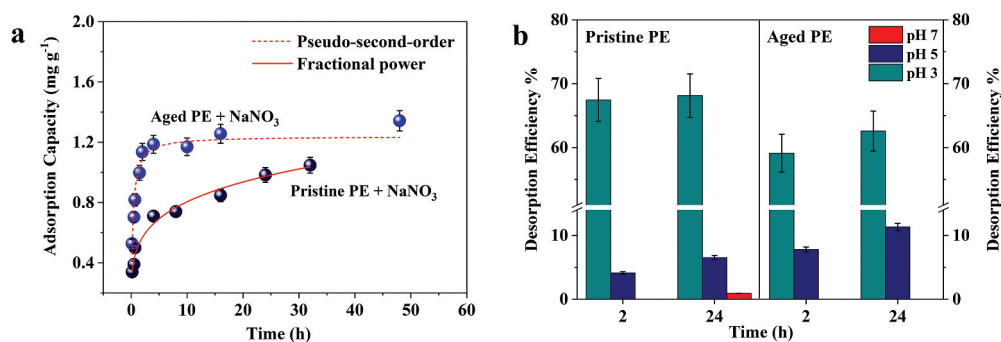 a
Adsorption Capacity (mg g⁻¹)
2.0
1.6
1.2
0.8
0.4
Pseudo-second-order
Fractional power
Aged PE + NaNO₃
Pristine PE + NaNO₃
0 10 20 30 40 50 60
Time (h)
b
Desorption Efficiency %
80
70
60
10
0
Pristine PE
Aged PE
pH 7
pH 5
pH 3
80
70
60
10
0
Desorption Efficiency %
2 24 2 24
Time (h)